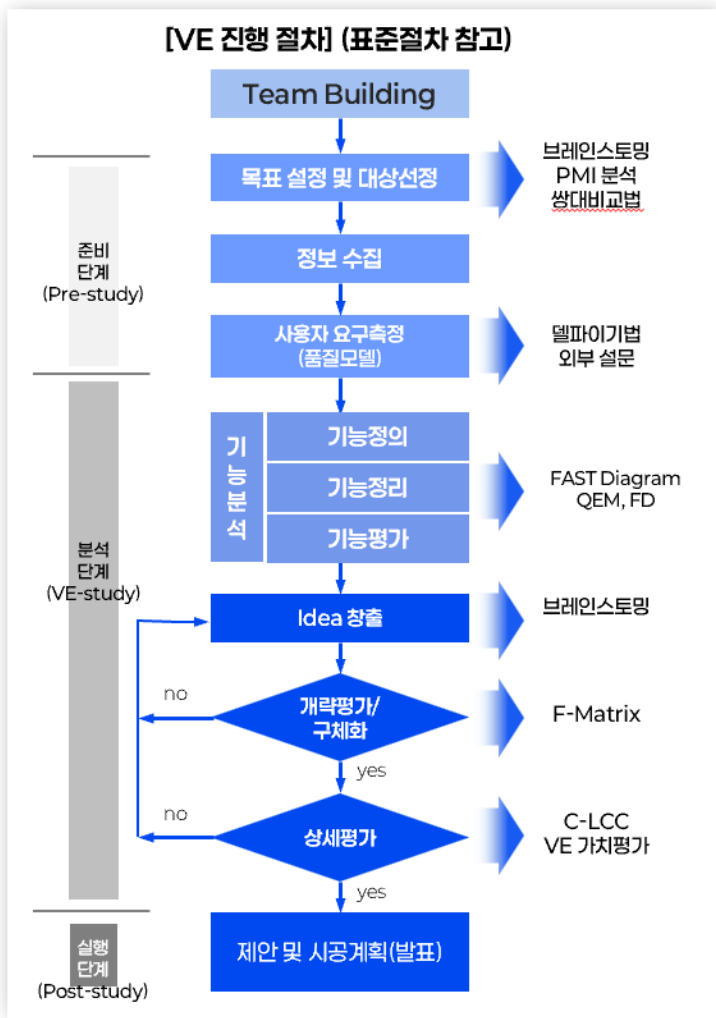 [VE 진행 절차] (표준절차 참고)
Team Building
목표 설정 및 대상선정
브레인스토밍
PMI 분석
쌍대비교법
준비
단계
(Pre-study)
정보 수집
사용자 요구측정
(품질모델)
델파이기법
외부 설문
기능분석
기능정의
기능정리
기능평가
FAST Diagram
QEM, FD
분석
단계
(VE-study)
Idea 창출
브레인스토밍
no
개략평가/
구체화
F-Matrix
yes
no
상세평가
C-LCC
VE 가치평가
yes
실행
단계
(Post-study)
제안 및 시공계획(발표)